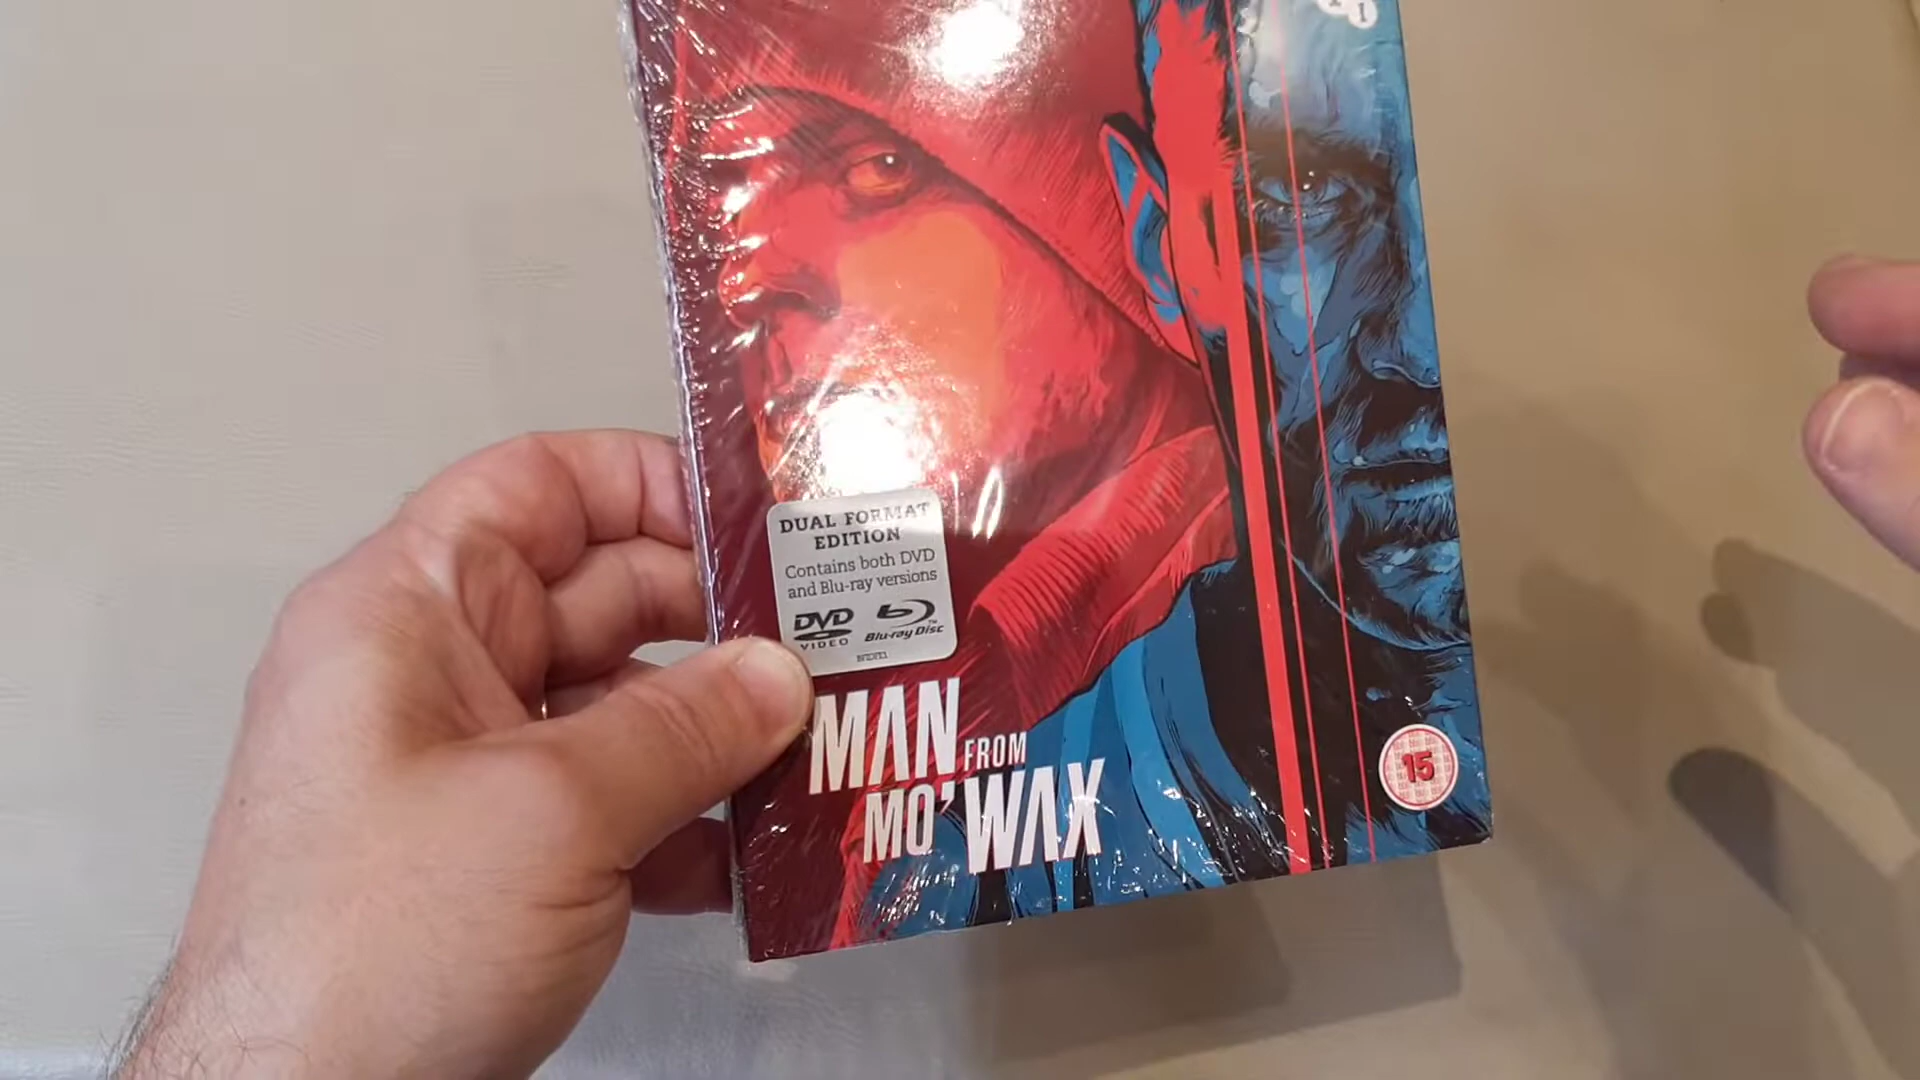 DUAL FORMAT
EDITION
Contains both DVD
and Blu-ray versions
DVD
VIDEO
Blu-ray Disc
TM
MAN
FROM
MO' WAX
15